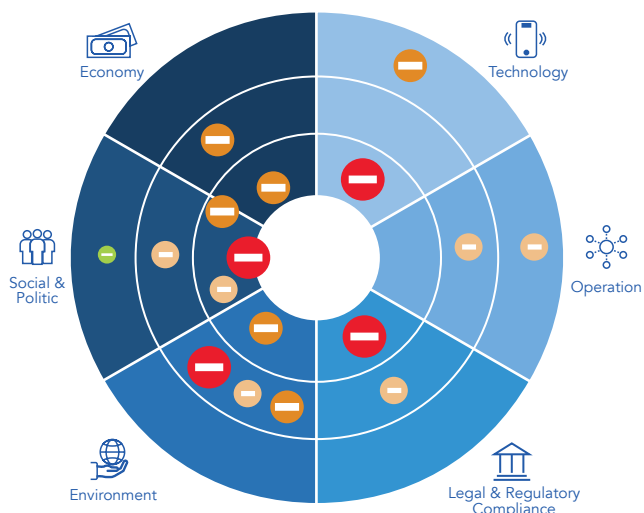 Economy
Technology
Social &
Politic
Operation
Environment
Legal & Regulatory
Compliance